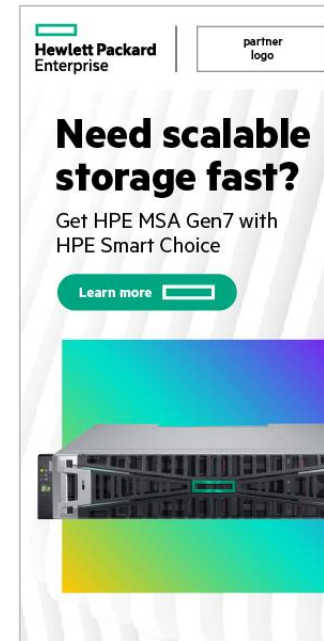 Hewlett Packard
Enterprise
partner
logo
Need scalable
storage fast?
Get HPE MSA Gen7 with
HPE Smart Choice
Learn more